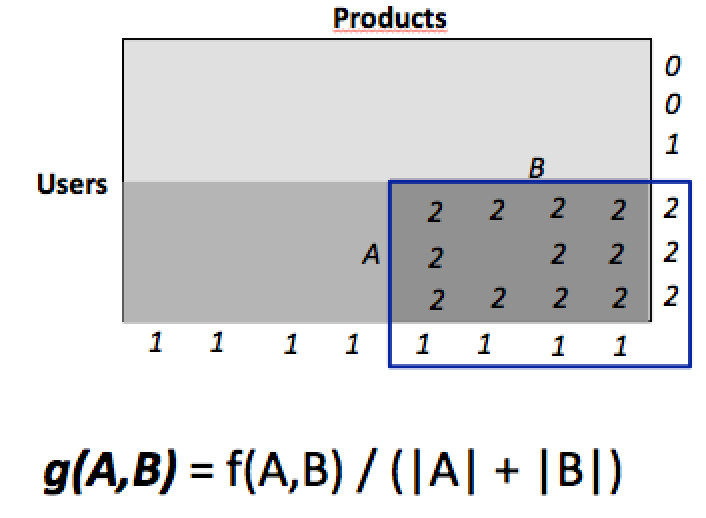 Products
0
0
1
B
Users
2 2 2 2 2
A 2 2 2 2
2 2 2 2 2
1 1 1 1 1 1 1 1
g(A,B) = f(A,B) / (|A| + |B|)